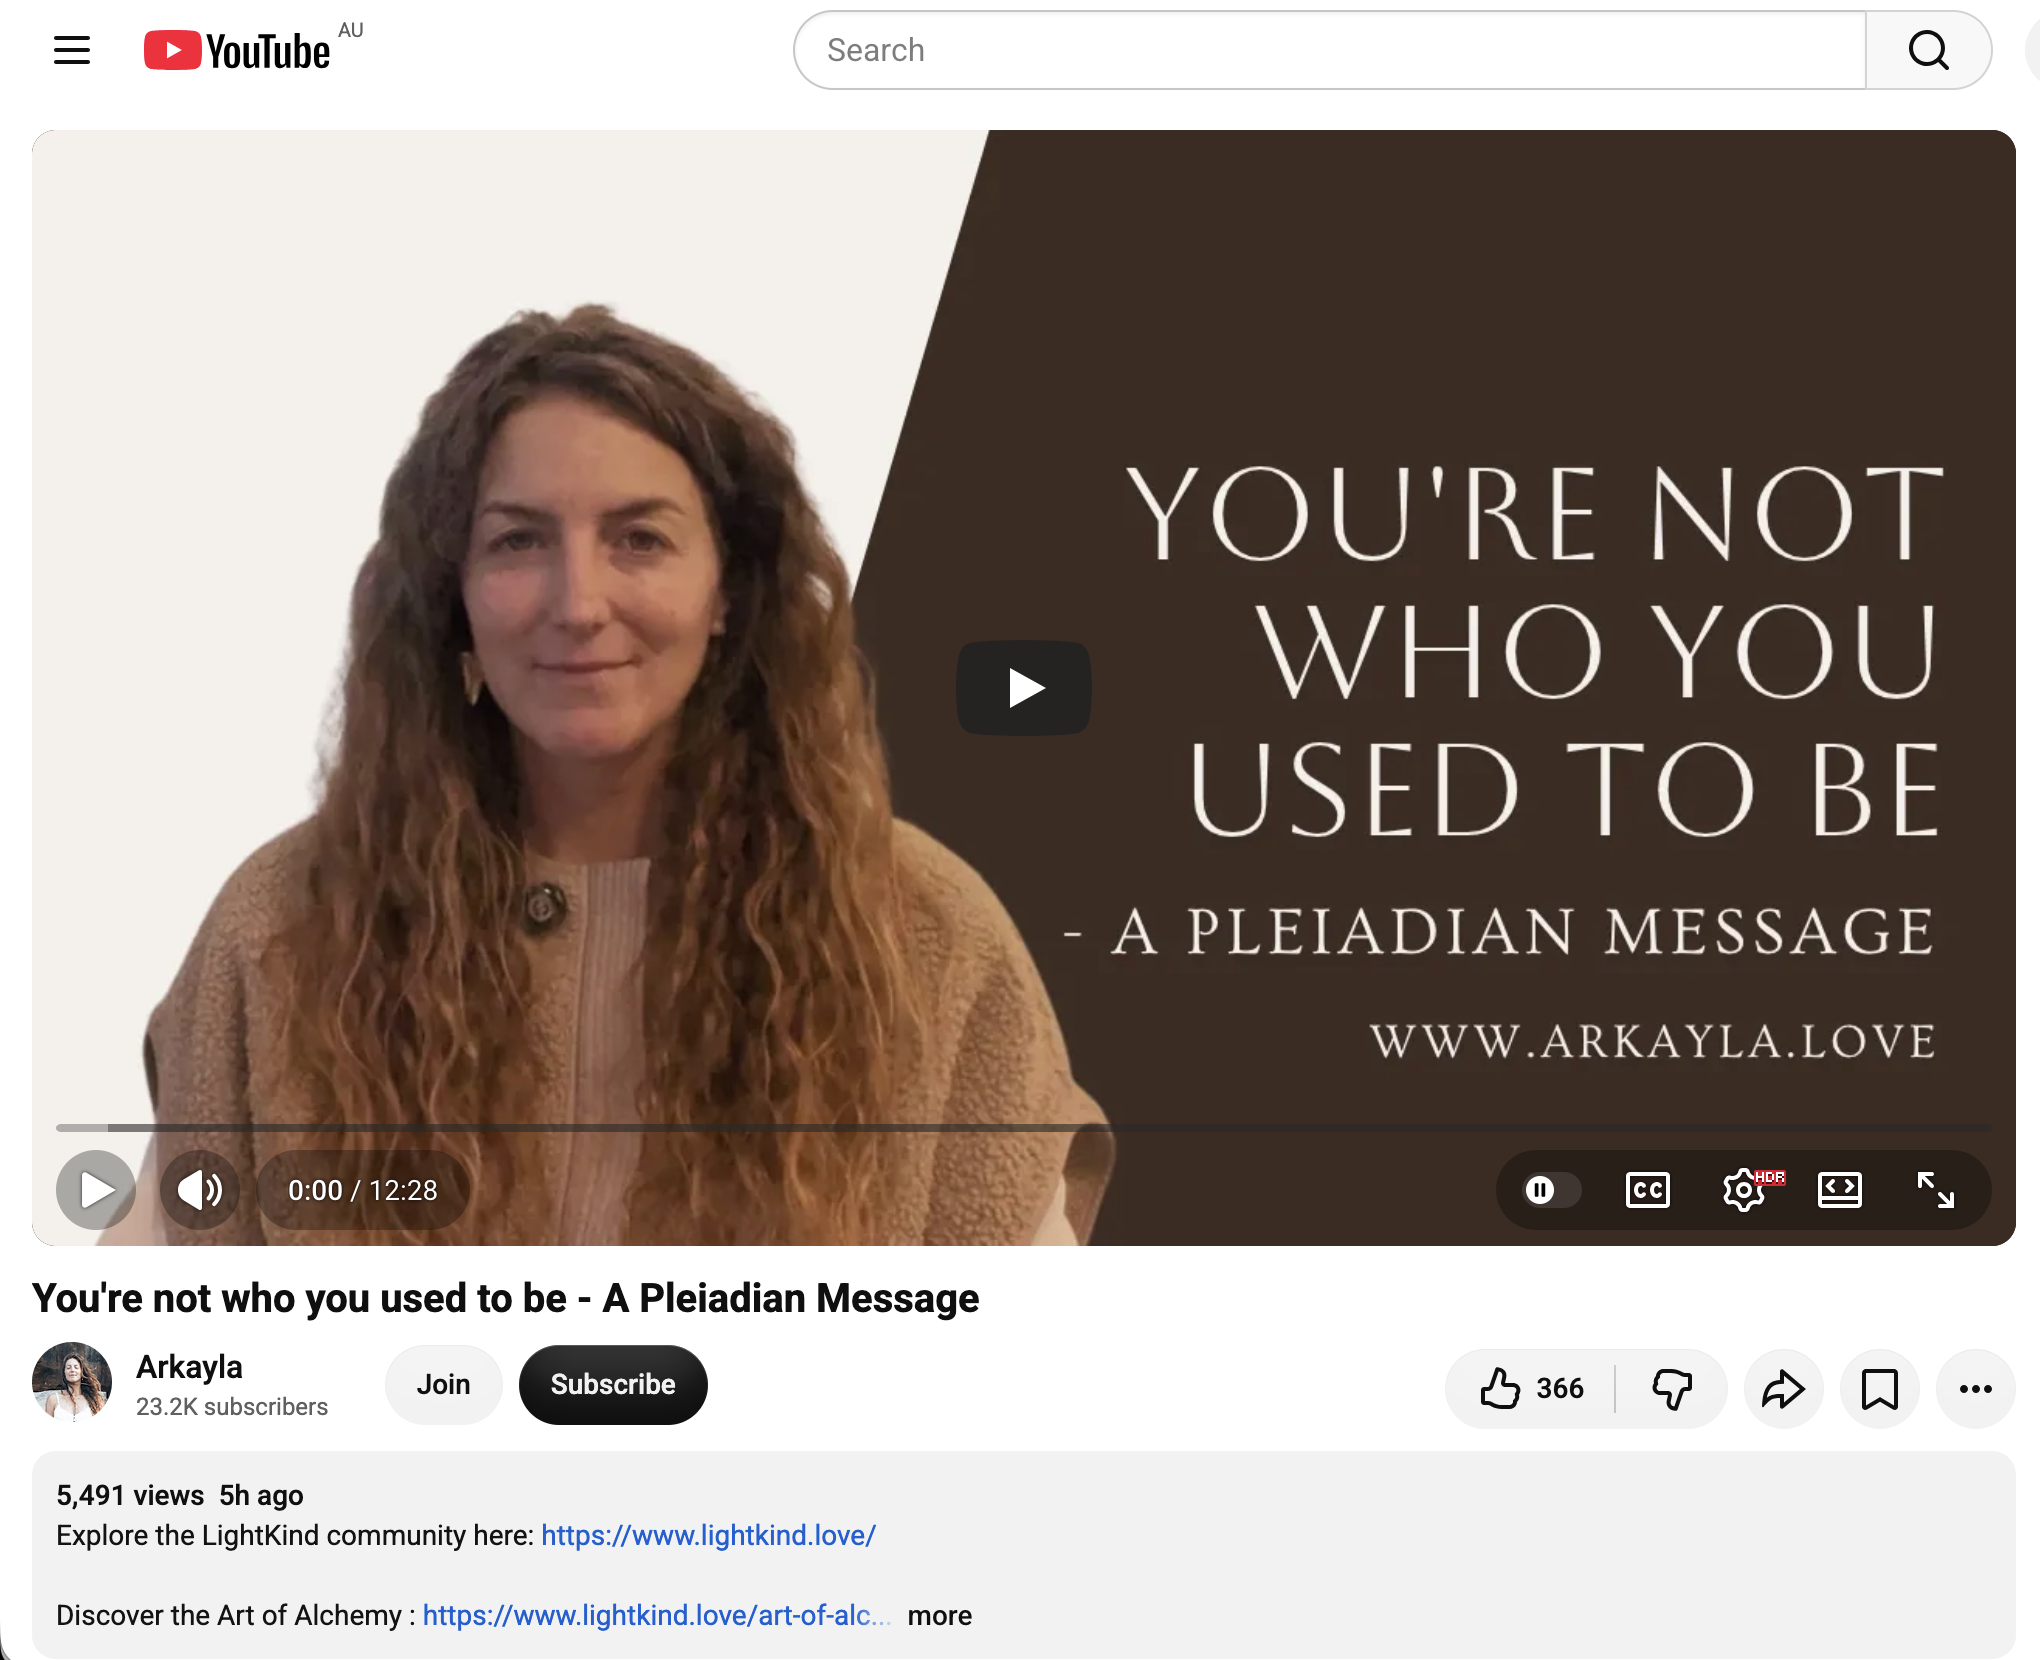 YouTube AU
Search
YOU'RE NOT
WHO YOU
USED TO BE
- A PLEIADIAN MESSAGE
WWW.ARKAYLA.LOVE
0:00 / 12:28
CC
HDR
You're not who you used to be - A Pleiadian Message
Arkayla
23.2K subscribers
Join
Subscribe
366
5,491 views 5h ago
Explore the LightKind community here: https://www.lightkind.love/
Discover the Art of Alchemy : https://www.lightkind.love/art-of-alc... more